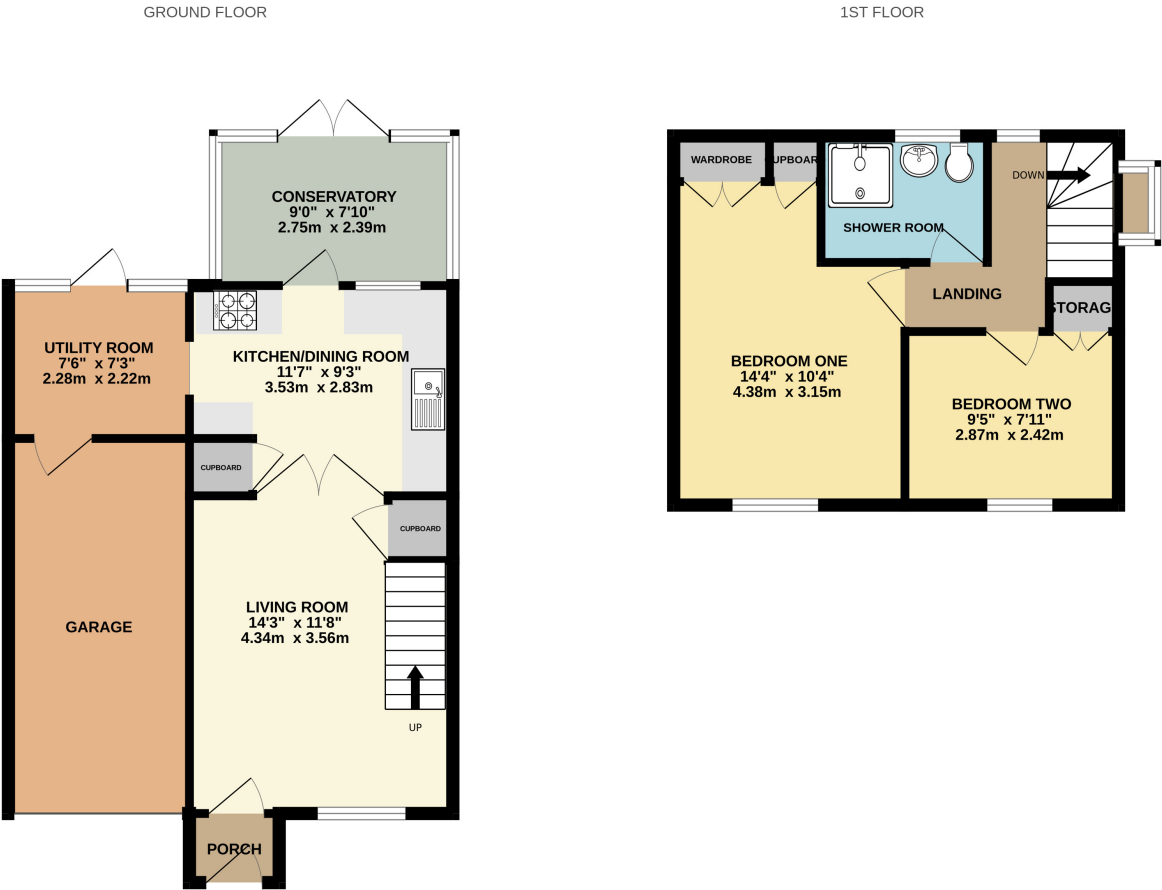 GROUND FLOOR
1ST FLOOR
CONSERVATORY
9'0" x 7'10"
2.75m x 2.39m
UTILITY ROOM
7'6" x 7'3"
2.28m x 2.22m
KITCHEN/DINING ROOM
11'7" x 9'3"
3.53m x 2.83m
CUPBOARD
CUPBOARD
LIVING ROOM
14'3" x 11'8"
4.34m x 3.56m
GARAGE
UP
PORCH
WARDROBE
CUPBOARD
SHOWER ROOM
DOWN
LANDING
STORAG
BEDROOM ONE
14'4" x 10'4"
4.38m x 3.15m
BEDROOM TWO
9'5" x 7'11"
2.87m x 2.42m